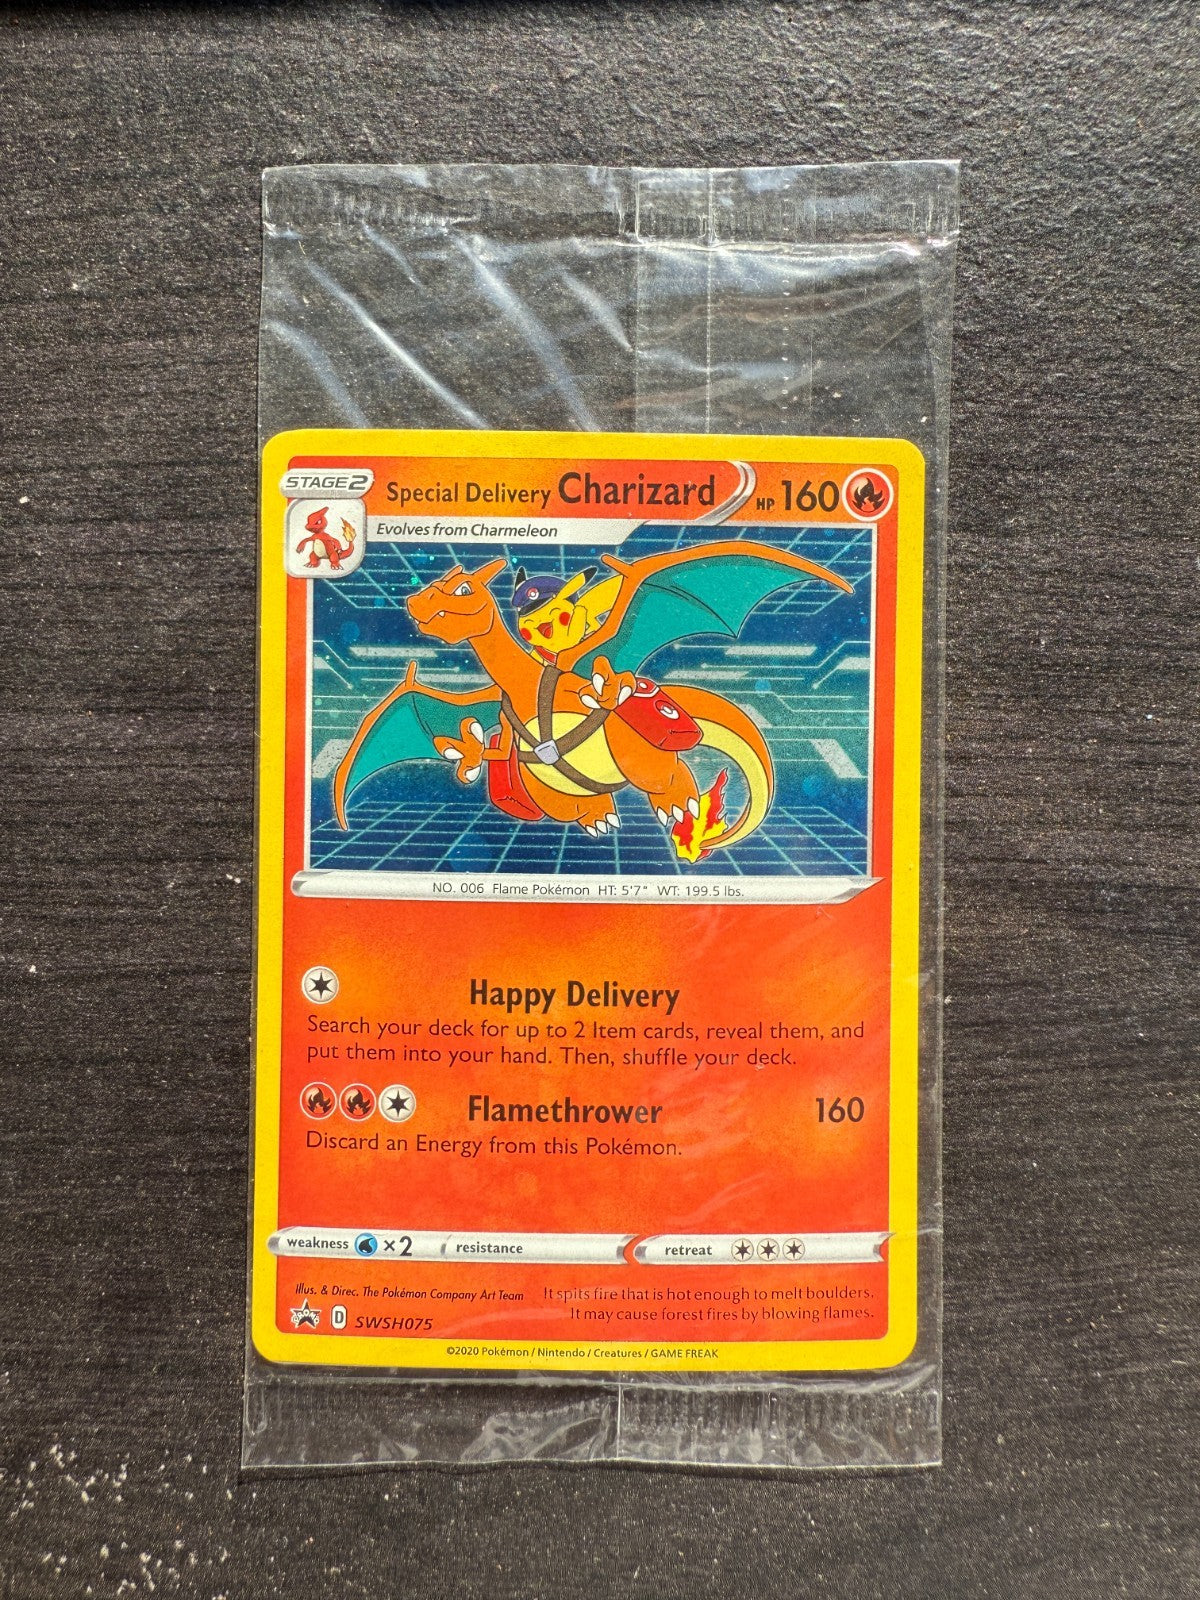 STAGE2
Special Delivery Charizard HP 160
Evolves from Charmeleon
NO. 006 Flame Pokémon HT: 5'7" WT: 199.5 lbs.
Happy Delivery
Search your deck for up to 2 Item cards, reveal them, and
put them into your hand. Then, shuffle your deck.
Flamethrower 160
Discard an Energy from this Pokémon.
weakness ×2 resistance retreat
Illus. & Direc. The Pokémon Company Art Team
It spits fire that is hot enough to melt boulders.
It may cause forest fires by blowing flames.
PROMO D SWSH075
©2020 Pokémon / Nintendo / Creatures / GAME FREAK